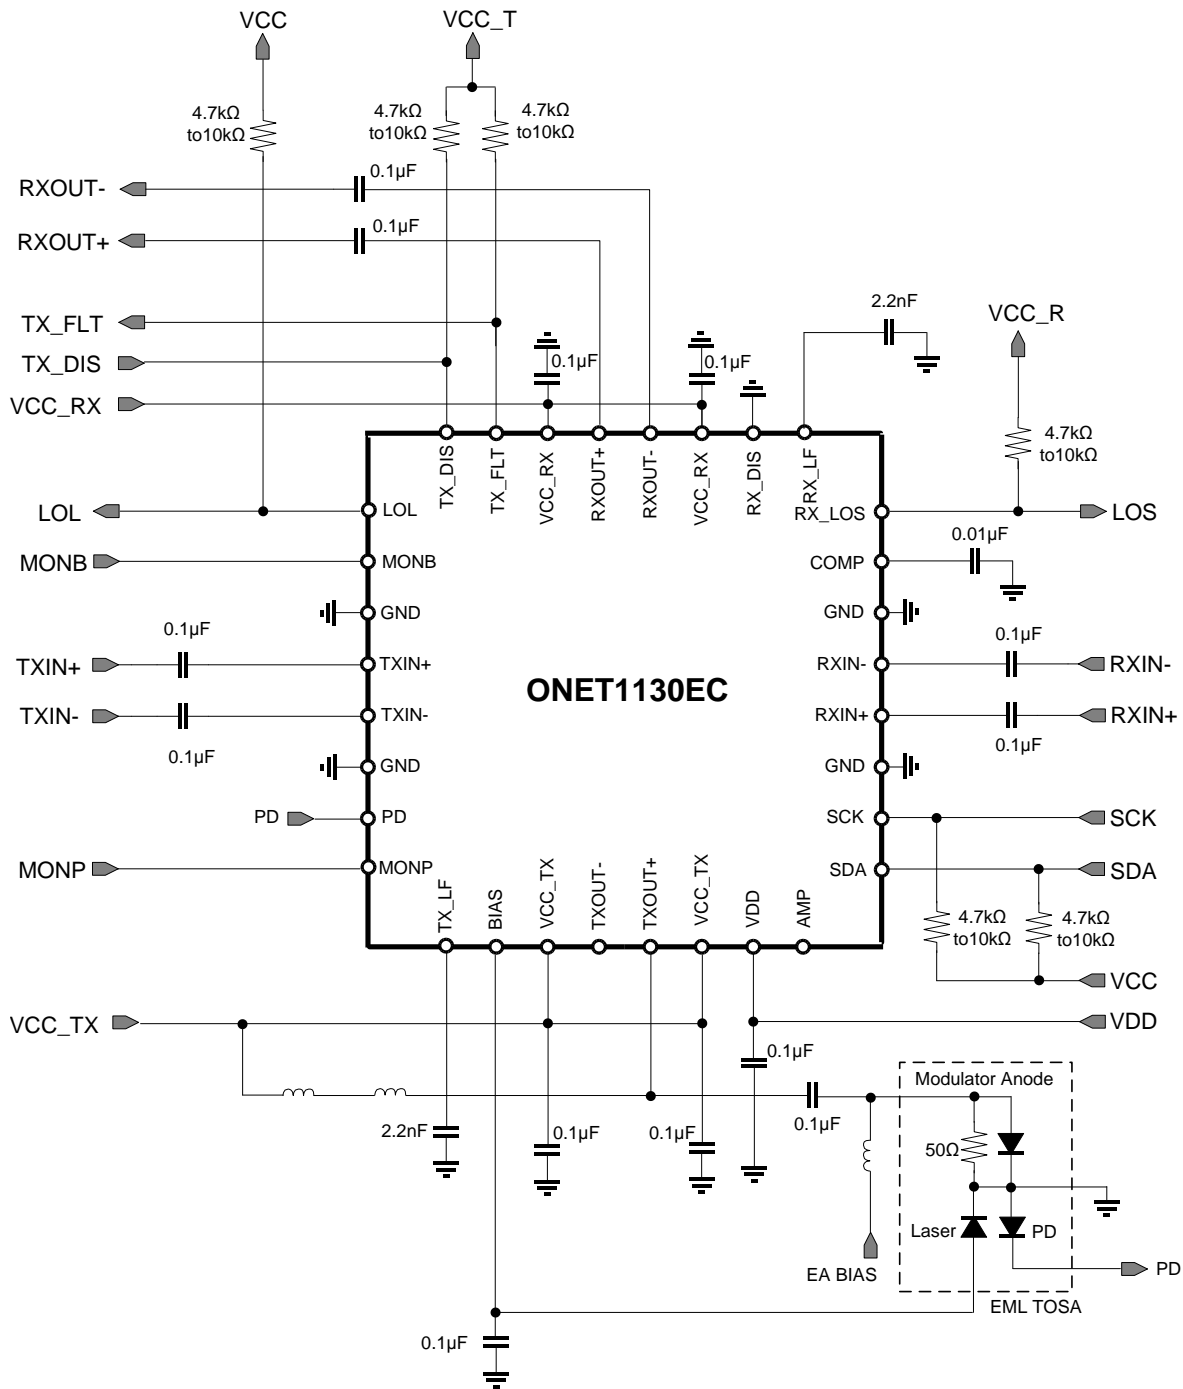 VCC
VCC_T
4.7kΩ
to10kΩ
4.7kΩ
to10kΩ
4.7kΩ
to10kΩ
RXOUT-
0.1µF
RXOUT+
0.1µF
2.2nF
VCC_R
TX_FLT
TX_DIS
0.1µF
0.1µF
VCC_RX
4.7kΩ
to10kΩ
TX_DIS
TX_FLT
VCC_RX
RXOUT+
RXOUT-
VCC_RX
RX_DIS
RX_LF
LOL
LOL
RX_LOS
LOS
0.01µF
MONB
MONB
COMP
GND
GND
0.1µF
0.1µF
TXIN+
TXIN+
RXIN-
RXIN-
ONET1130EC
TXIN-
TXIN-
RXIN+
RXIN+
0.1µF
0.1µF
GND
GND
PD
PD
SCK
SCK
MONP
MONP
SDA
SDA
TX_LF
BIAS
VCC_TX
TXOUT-
TXOUT+
VCC_TX
VDD
AMP
4.7kΩ
to10kΩ
4.7kΩ
to10kΩ
VCC
VCC_TX
VDD
0.1µF
Modulator Anode
2.2nF
0.1µF
0.1µF
0.1µF
50Ω
Laser
PD
EA BIAS
PD
EML TOSA
0.1µF